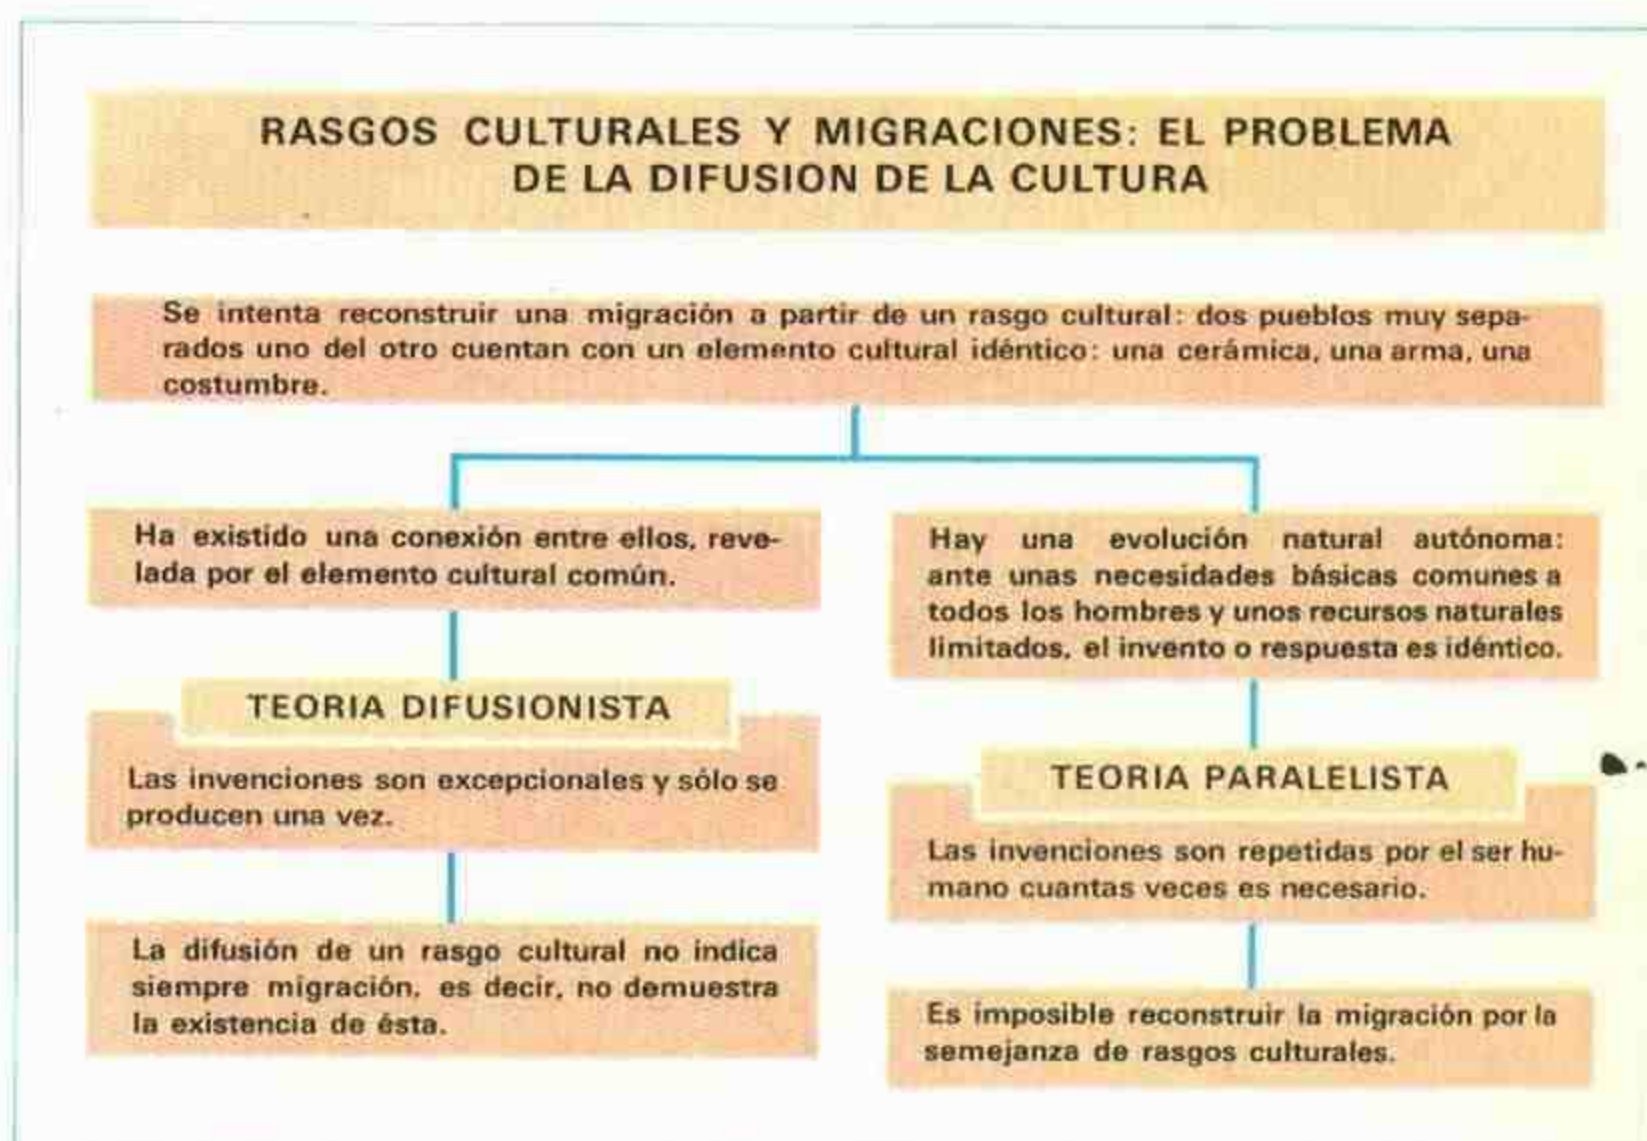 RASGOS CULTURALES Y MIGRACIONES: EL PROBLEMA
DE LA DIFUSION DE LA CULTURA
Se intenta reconstruir una migración a partir de un rasgo cultural: dos pueblos muy sepa-
rados uno del otro cuentan con un elemento cultural idéntico: una cerámica, una arma, una
costumbre.
Ha existido una conexión entre ellos, reve-
lada por el elemento cultural común.
TEORIA DIFUSIONISTA
Las invenciones son excepcionales y sólo se
producen una vez.
La difusión de un rasgo cultural no indica
siempre migración, es decir, no demuestra
la existencia de ésta.
Hay una evolución natural autónoma:
ante unas necesidades básicas comunes a
todos los hombres y unos recursos naturales
limitados, el invento o respuesta es idéntico.
TEORIA PARALELISTA
Las invenciones son repetidas por el ser hu-
mano cuantas veces es necesario.
Es imposible reconstruir la migración por la
semejanza de rasgos culturales.